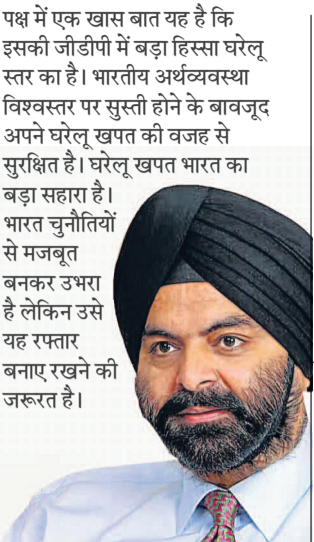 पक्ष में एक खास बात यह है कि
इसकी जीडीपी में बड़ा हिस्सा घरेलू
स्तर का है। भारतीय अर्थव्यवस्था
विश्वस्तर पर सुस्ती होने के बावजूद
अपने घरेलू खपत की वजह से
सुरक्षित है। घरेलू खपत भारत का
बड़ा सहारा है।
भारत चुनौतियों
से मजबूत
बनकर उभरा
है लेकिन उसे
यह रफ्तार
बनाए रखने की
जरूरत है।